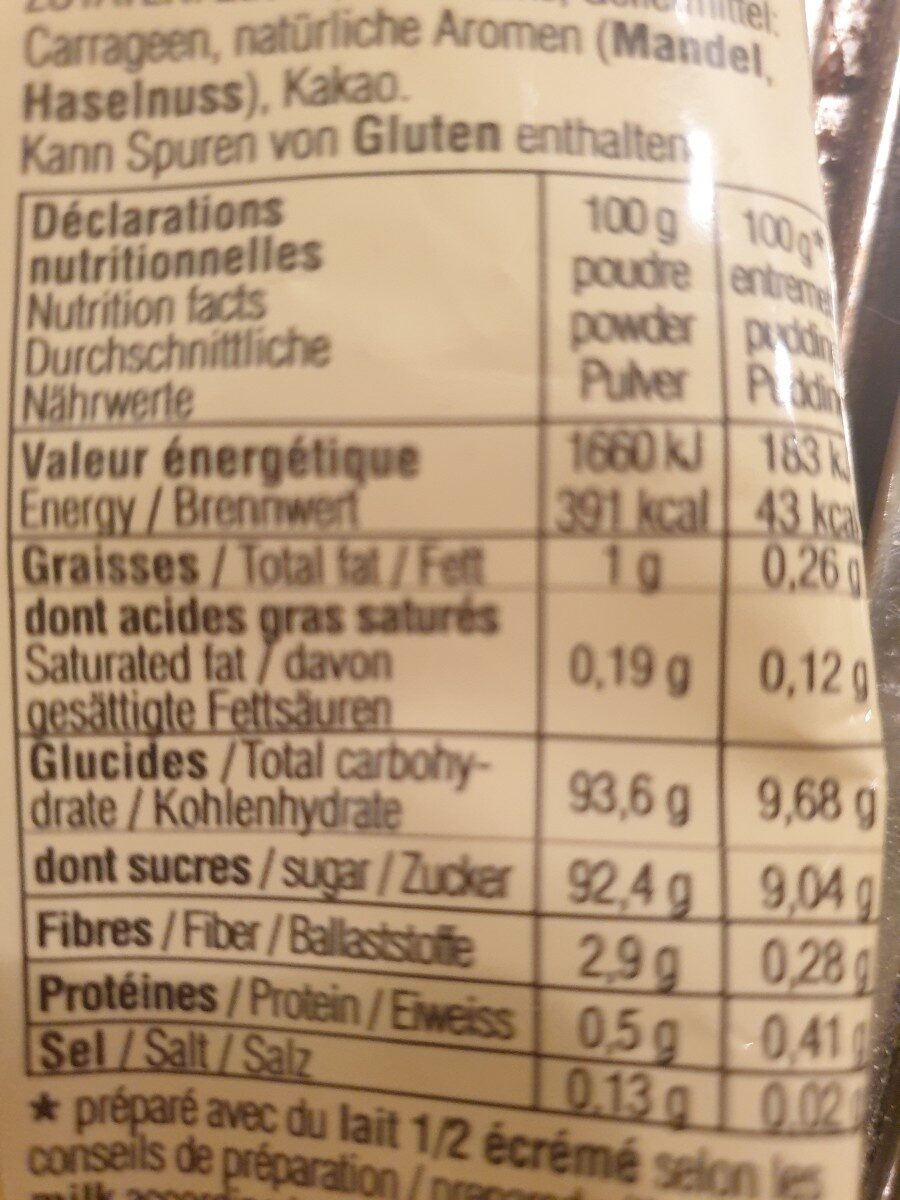 Carrageen, natürliche Aromen (Mandel,
Haselnuss), Kakao.
Kann Spuren von Gluten enthalten
Déclarations
nutritionnelles
Nutrition facts
Durchschnittliche
Nährwerte
100 g
poudre
powder
Pulver
100 g*
entremet
puddin
Puddin
Valeur énergétique
Energy / Brennwert
1660 kJ
391 kcal
183 k
43 kcal
Graisses / Total fat / Fett 1 g 0,26 g
dont acides gras saturés
Saturated fat / davon
gesättigte Fettsäuren
0,19 g 0,12 g
Glucides / Total carbohy-
drate / Kohlenhydrate
93,6 g 9,68 g
dont sucres / sugar / Zucker 92,4 g 9,04 g
Fibres / Fiber / Ballaststoffe 2,9 g 0,28 g
Protéines / Protein / Eiweiss 0,5 g 0,41 g
Sel / Salt / Salz 0.13 g 0.02
* préparé avec du lait 1/2 écrémé selon les
conseils de préparation /